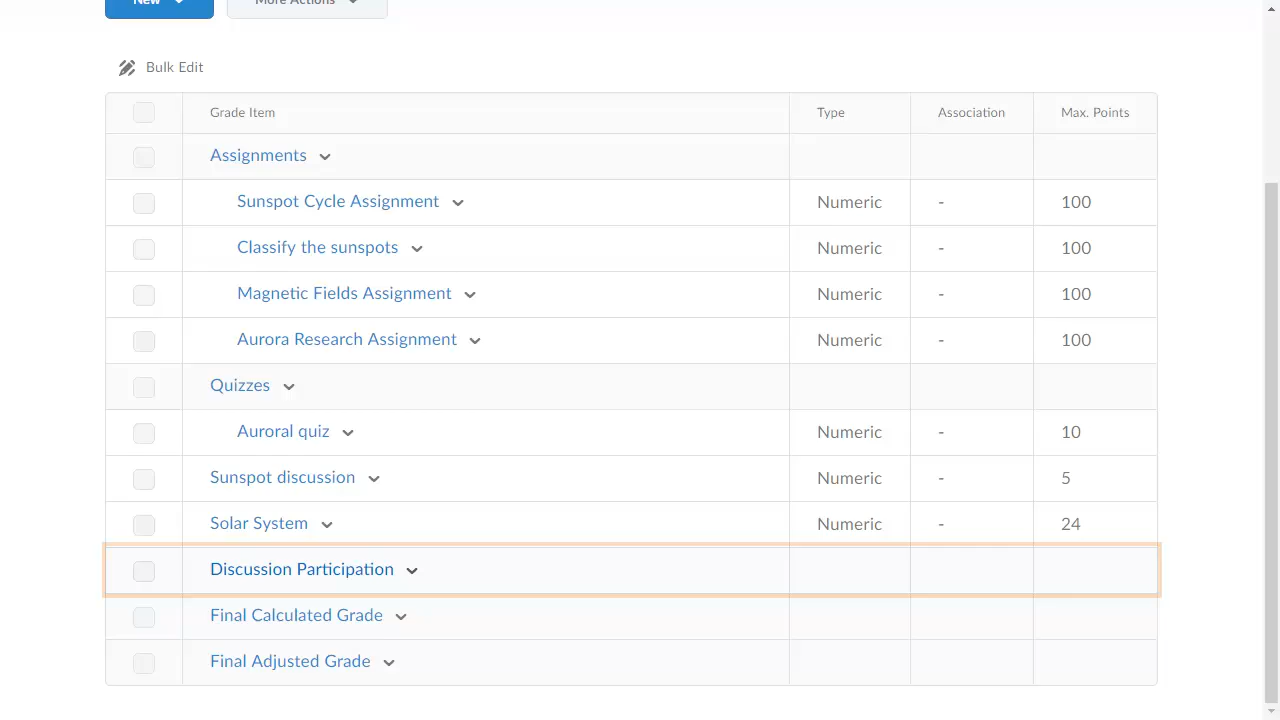 New More Actions
Bulk Edit
Grade Item Type Association Max. Points
Assignments
Sunspot Cycle Assignment Numeric - 100
Classify the sunspots Numeric - 100
Magnetic Fields Assignment Numeric - 100
Aurora Research Assignment Numeric - 100
Quizzes
Auroral quiz Numeric - 10
Sunspot discussion Numeric - 5
Solar System Numeric - 24
Discussion Participation
Final Calculated Grade
Final Adjusted Grade